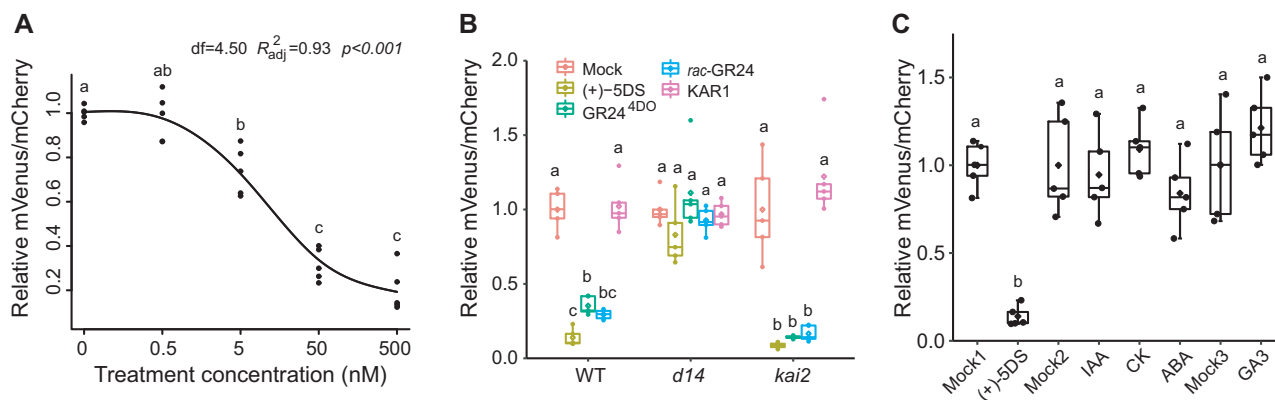 A
df=4.50 R²adj=0.93 p<0.001
a
ab
b
c
c
Relative mVenus/mCherry
1.0
0.8
0.6
0.4
0.2
0 0.5 5 50 500
Treatment concentration (nM)
B
Relative mVenus/mCherry
2.0
1.5
1.0
0.5
0.0
Mock
(+)−5DS
GR24⁴ᴰᴼ
rac-GR24
KAR1
a c b bc a
a a a a a
a b b b a
WT d14 kai2
C
Relative mVenus/mCherry
1.5
1.0
0.5
0.0
a b a a a a a a
Mock1 (+)-5DS Mock2 IAA CK ABA Mock3 GA3